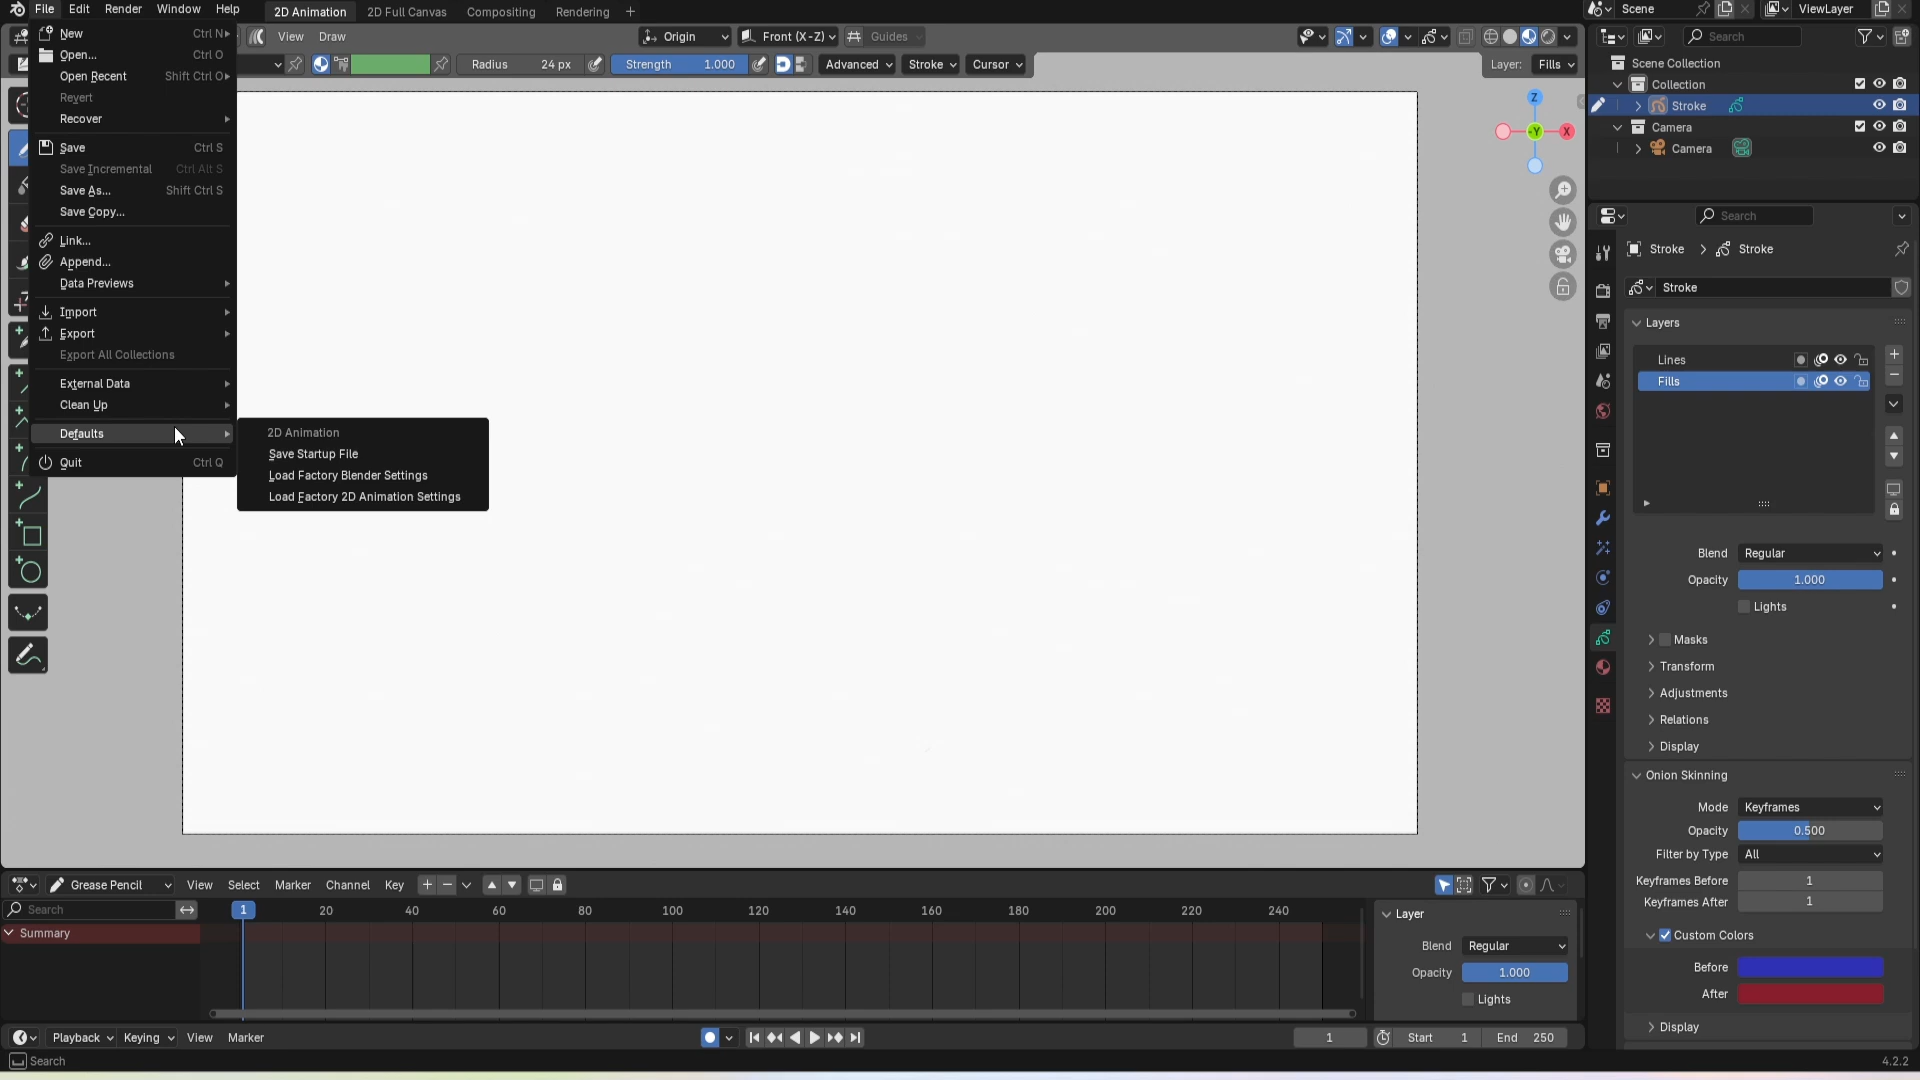 File Edit Render Window Help 2D Animation 2D Full Canvas Compositing Rendering + Scene ViewLayer
New Ctrl N
Open... Ctrl O
Open Recent Shift Ctrl O
Revert
Recover
Save Ctrl S
Save Incremental Ctrl Alt S
Save As... Shift Ctrl S
Save Copy...
Link...
Append...
Data Previews
Import
Export
Export All Collections
External Data
Clean Up
Defaults
Quit Ctrl Q
2D Animation
Save Startup File
Load Factory Blender Settings
Load Factory 2D Animation Settings
View Draw Origin Front (X-Z) Guides
Radius 24 px Strength 1.000 Advanced Stroke Cursor Layer: Fills
Z
-Y X
Search
Scene Collection
Collection
Stroke
Camera
Camera
Search
Stroke > Stroke
Stroke
Layers
Lines
Fills
Blend Regular
Opacity 1.000
Lights
Masks
Transform
Adjustments
Relations
Display
Onion Skinning
Mode Keyframes
Opacity 0.500
Filter by Type All
Keyframes Before 1
Keyframes After 1
Custom Colors
Before
After
Display
Grease Pencil View Select Marker Channel Key
Search 1 20 40 60 80 100 120 140 160 180 200 220 240
Summary
Layer
Blend Regular
Opacity 1.000
Lights
Playback Keying View Marker 1 Start 1 End 250
Search 4.2.2